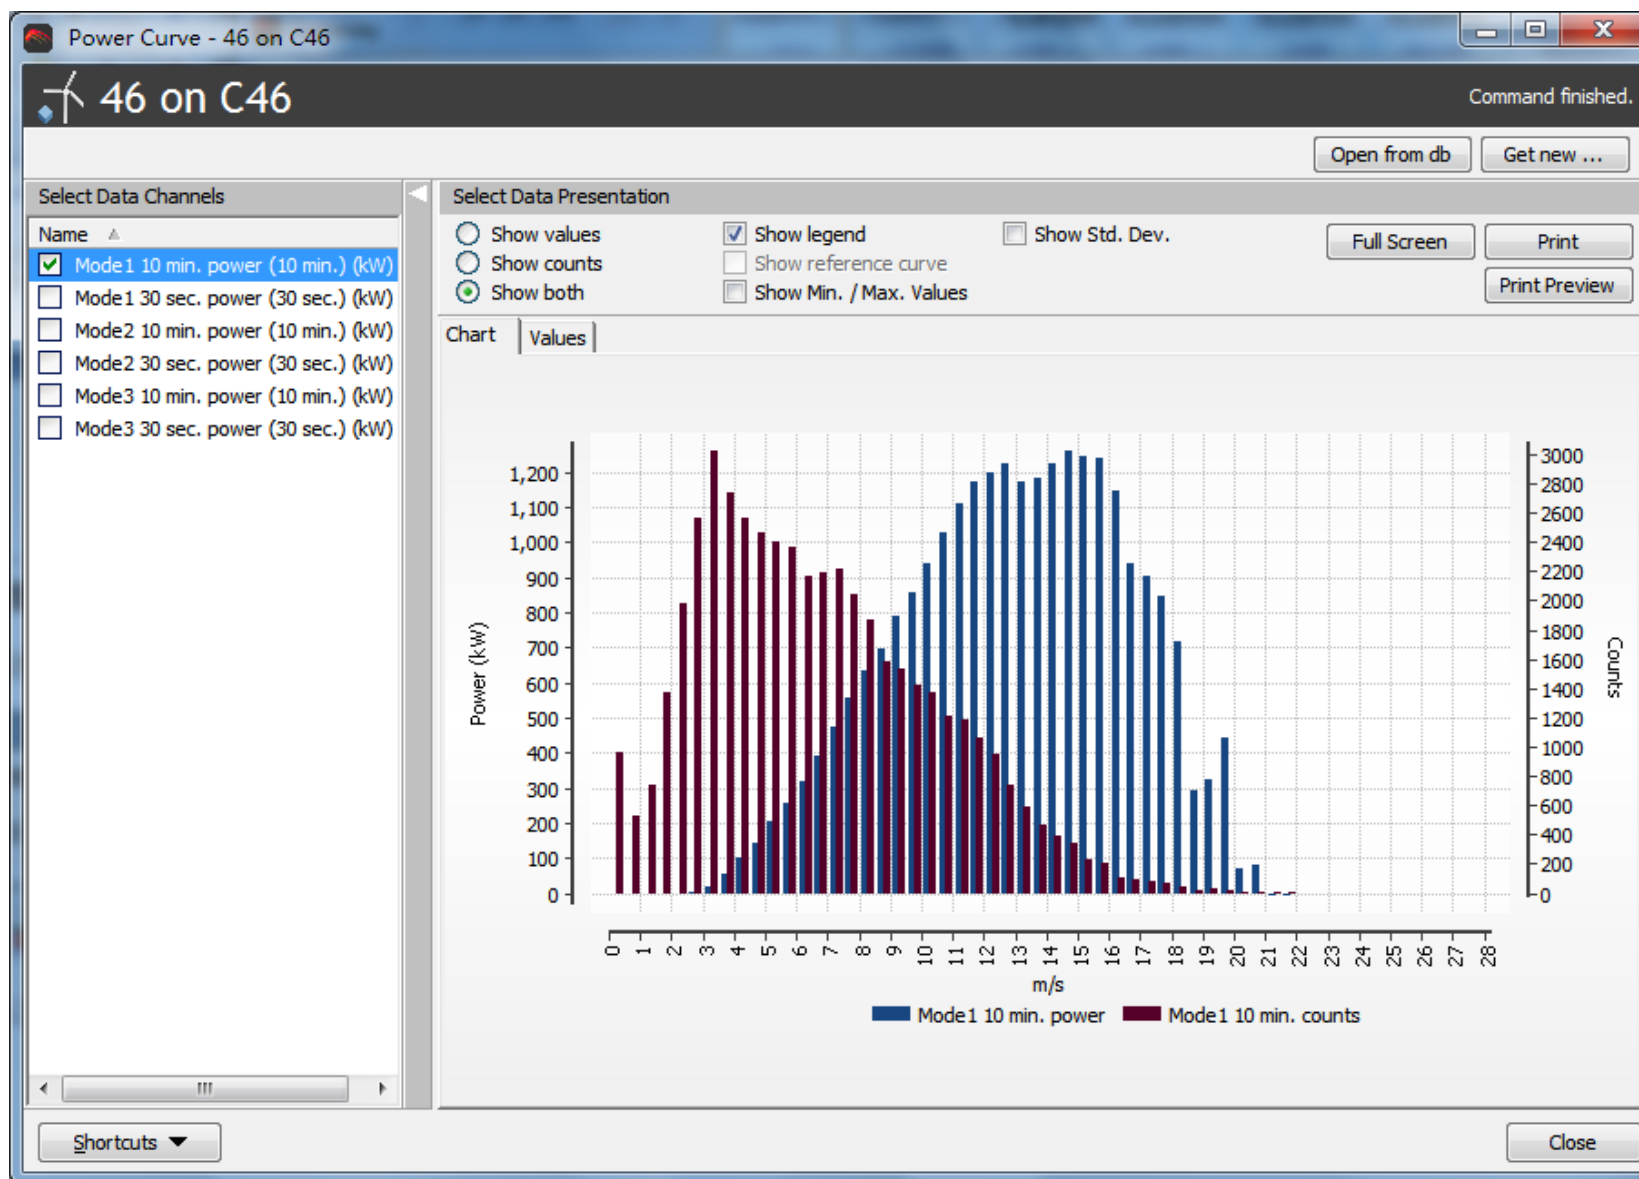 Power Curve - 46 on C46
46 on C46
Command finished.
Open from db
Get new ...
Select Data Channels
Name
Mode1 10 min. power (10 min.) (kW)
Mode1 30 sec. power (30 sec.) (kW)
Mode2 10 min. power (10 min.) (kW)
Mode2 30 sec. power (30 sec.) (kW)
Mode3 10 min. power (10 min.) (kW)
Mode3 30 sec. power (30 sec.) (kW)
Select Data Presentation
Show values
Show legend
Show Std. Dev.
Full Screen
Print
Show counts
Show reference curve
Show both
Show Min. / Max. Values
Print Preview
Chart
Values
Power (kW)
1,200
1,100
1,000
900
800
700
600
500
400
300
200
100
0
3000
2800
2600
2400
2200
2000
1800
1600
1400
1200
1000
800
600
400
200
0
Counts
0 1 2 3 4 5 6 7 8 9 10 11 12 13 14 15 16 17 18 19 20 21 22 23 24 25 26 27 28
m/s
Mode1 10 min. power
Mode1 10 min. counts
Shortcuts
Close